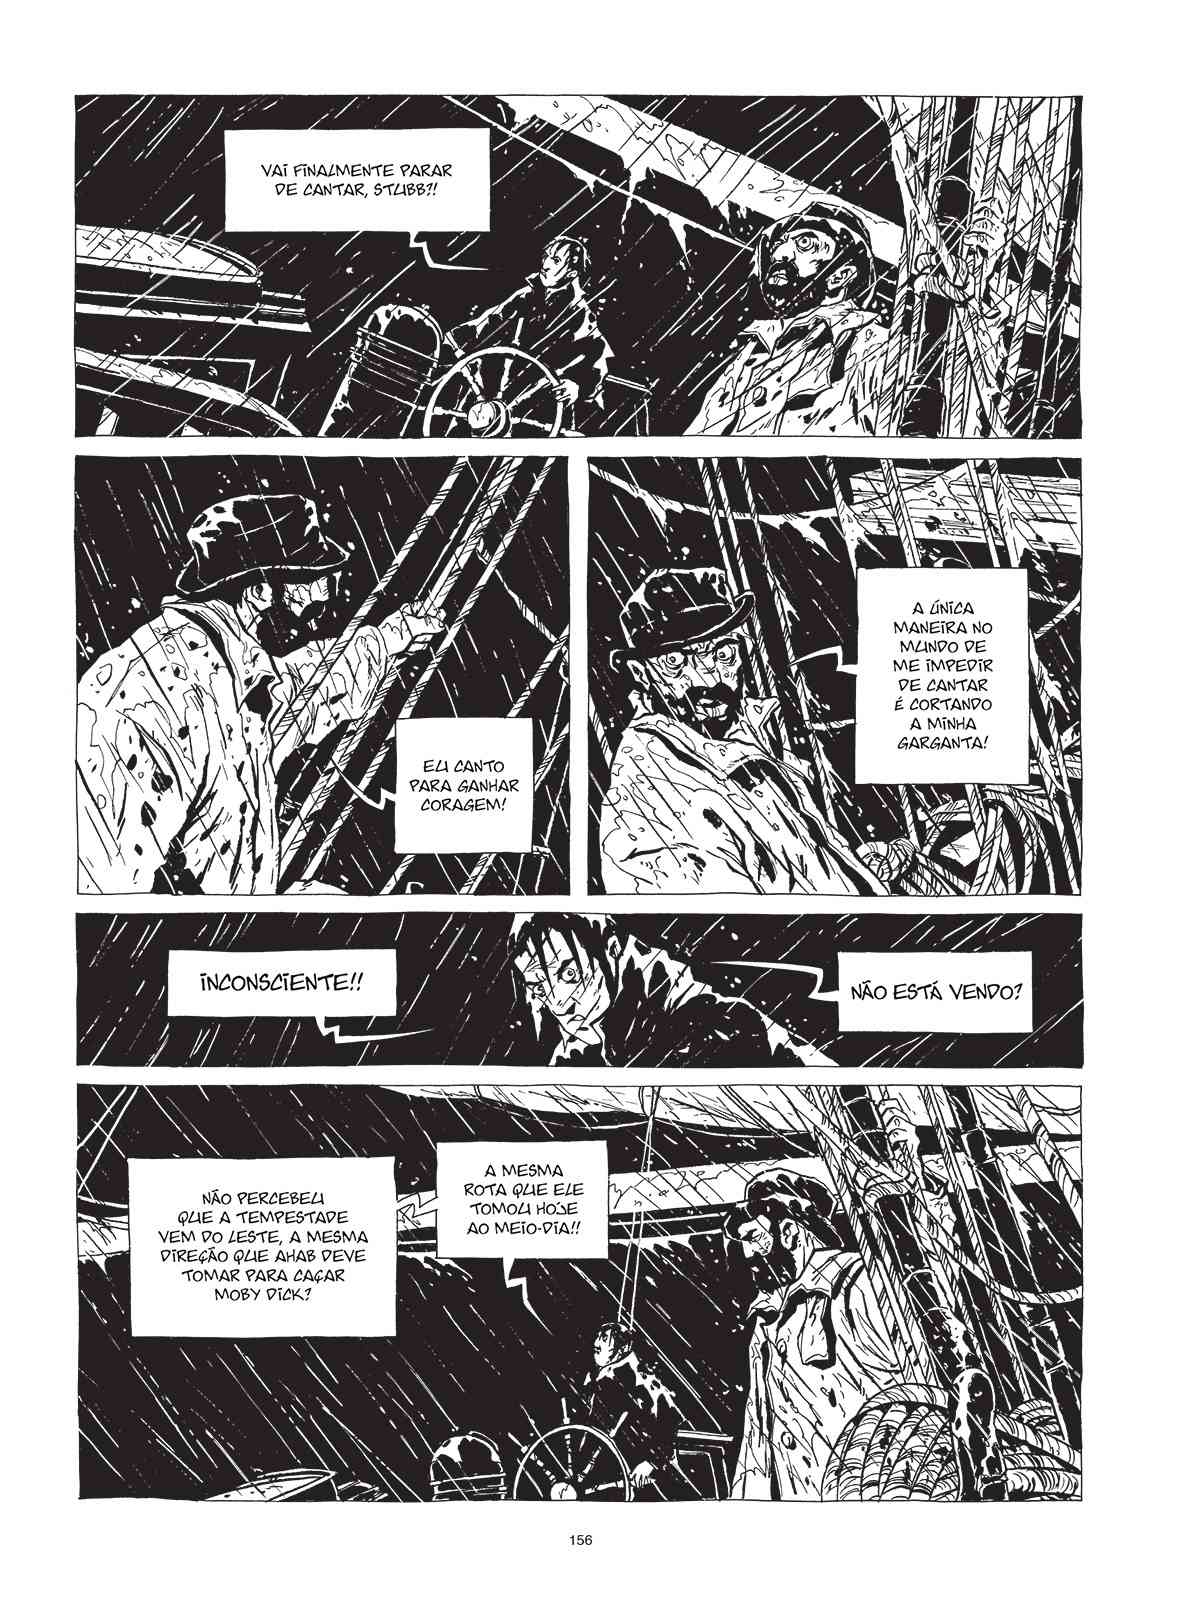 VAI FINALMENTE PARAR
DE CANTAR, STUBB?!
EU CANTO
PARA GANHAR
CORAGEM!
A ÚNICA
MANEIRA NO
MUNDO DE
ME IMPEDIR
DE CANTAR
É CORTANDO
A MINHA
GARGANTA!
INCONSCIENTE!!
NÃO ESTÁ VENDO?
NÃO PERCEBEU
QUE A TEMPESTADE
VEM DO LESTE, A MESMA
DIREÇÃO QUE AHAB DEVE
TOMAR PARA CAÇAR
MOBY DICK?
A MESMA
ROTA QUE ELE
TOMOU HOJE
AO MEIO-DIA!!
156